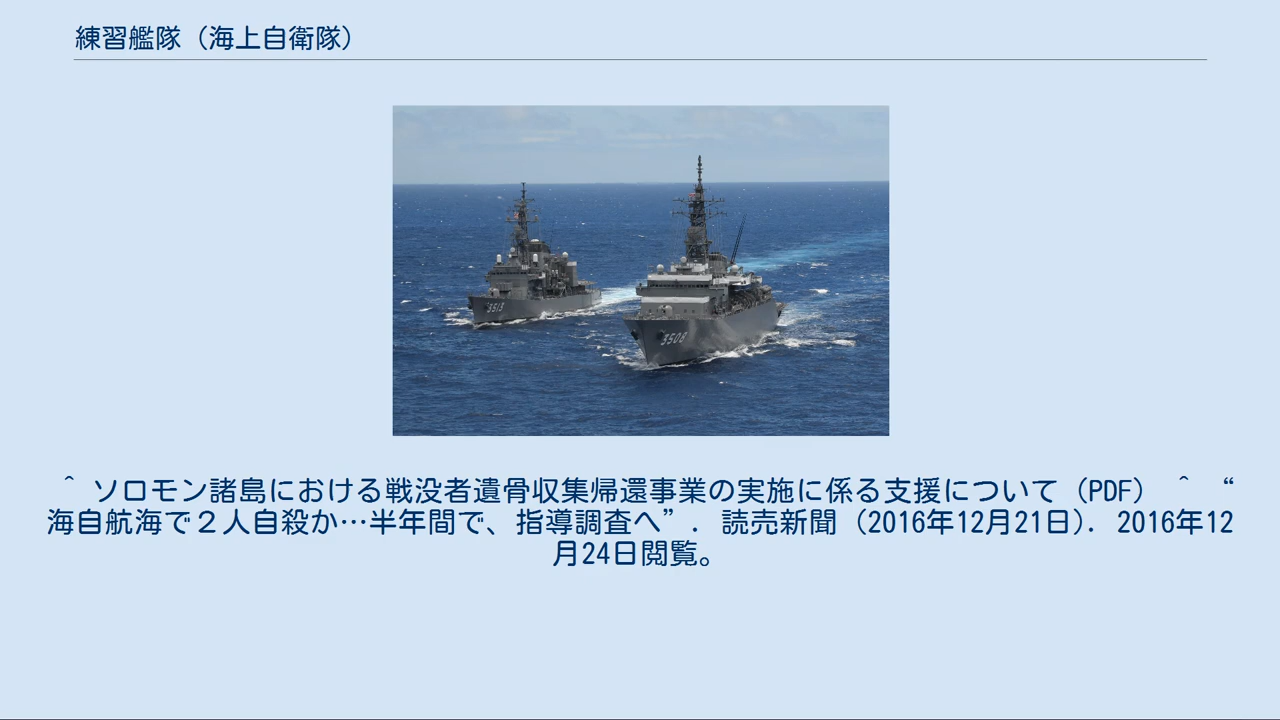 練習艦隊（海上自衛隊）
3513
3508
＾ ソロモン諸島における戦没者遺骨収集帰還事業の実施に係る支援について（PDF） ＾ “
海自航海で２人自殺か…半年間で、指導調査へ”. 読売新聞（2016年12月21日）. 2016年12
月24日閲覧。